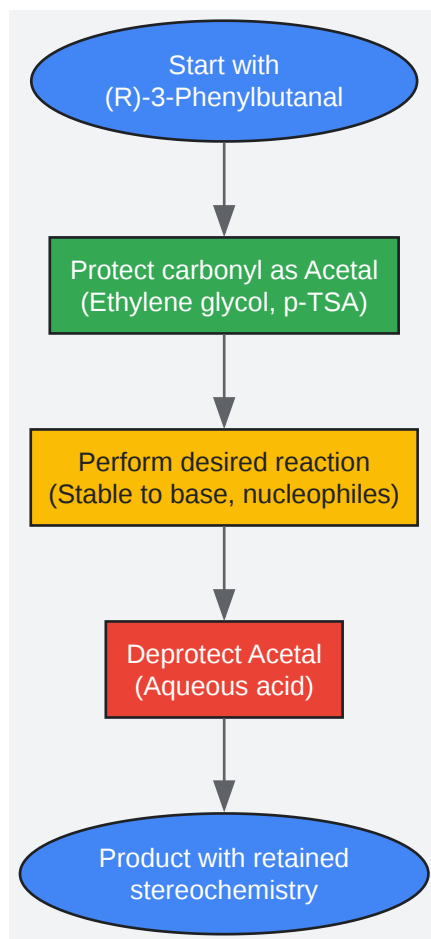 Start with
(R)-3-Phenylbutanal
Protect carbonyl as Acetal
(Ethylene glycol, p-TSA)
Perform desired reaction
(Stable to base, nucleophiles)
Deprotect Acetal
(Aqueous acid)
Product with retained
stereochemistry